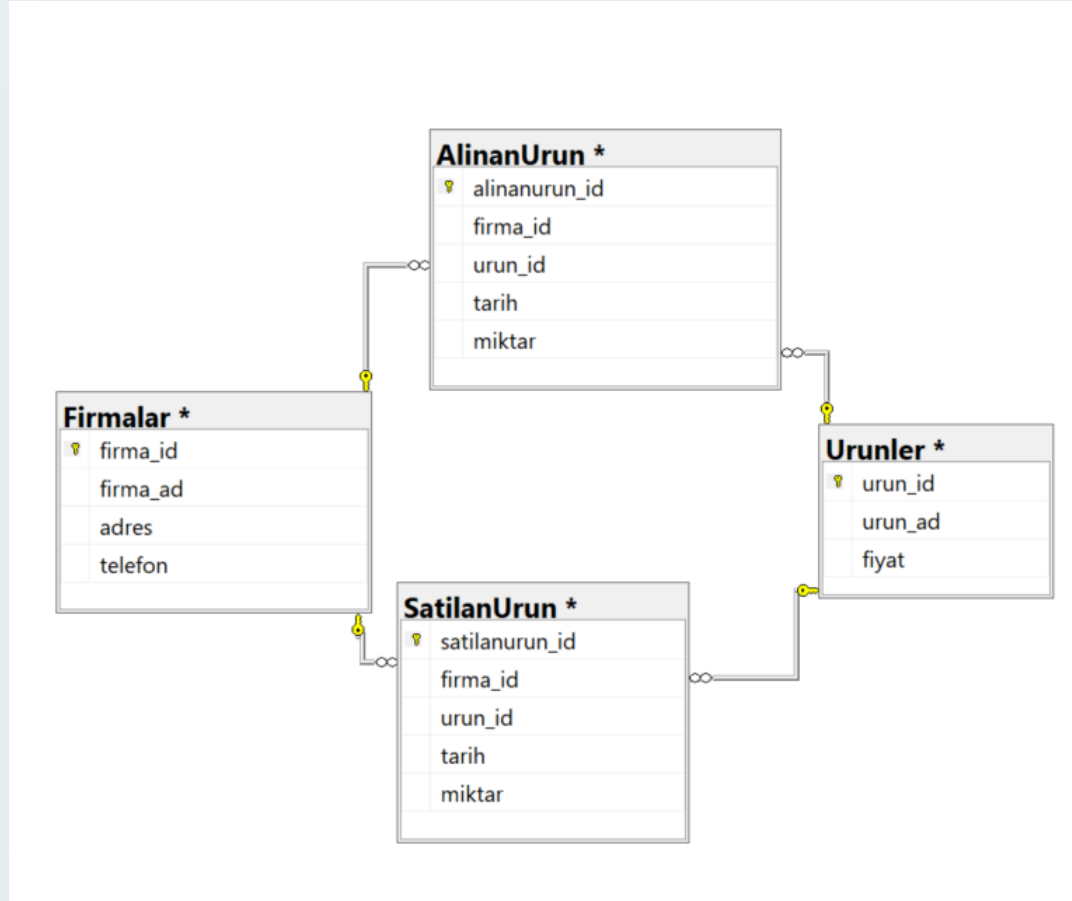 AlinanUrun *
alinanurun_id
firma_id
urun_id
tarih
miktar
Firmalar *
firma_id
firma_ad
adres
telefon
Urunler *
urun_id
urun_ad
fiyat
SatilanUrun *
satilanurun_id
firma_id
urun_id
tarih
miktar